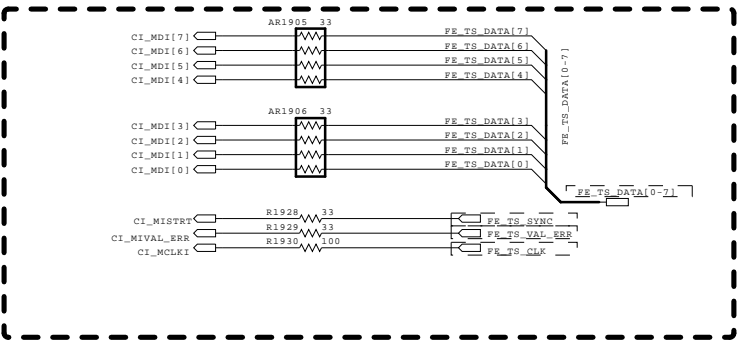 AR1905 33
CI_MDI[7] FE_TS_DATA[7]
CI_MDI[6] FE_TS_DATA[6]
CI_MDI[5] FE_TS_DATA[5]
CI_MDI[4] FE_TS_DATA[4]
FE_TS_DATA[0-7]
AR1906 33
CI_MDI[3] FE_TS_DATA[3]
CI_MDI[2] FE_TS_DATA[2]
CI_MDI[1] FE_TS_DATA[1]
CI_MDI[0] FE_TS_DATA[0]
FE_TS_DATA[0-7]
CI_MISTRT R1928 33 FE_TS_SYNC
CI_MIVAL_ERR R1929 33 FE_TS_VAL_ERR
CI_MCLKI R1930 100 FE_TS_CLK